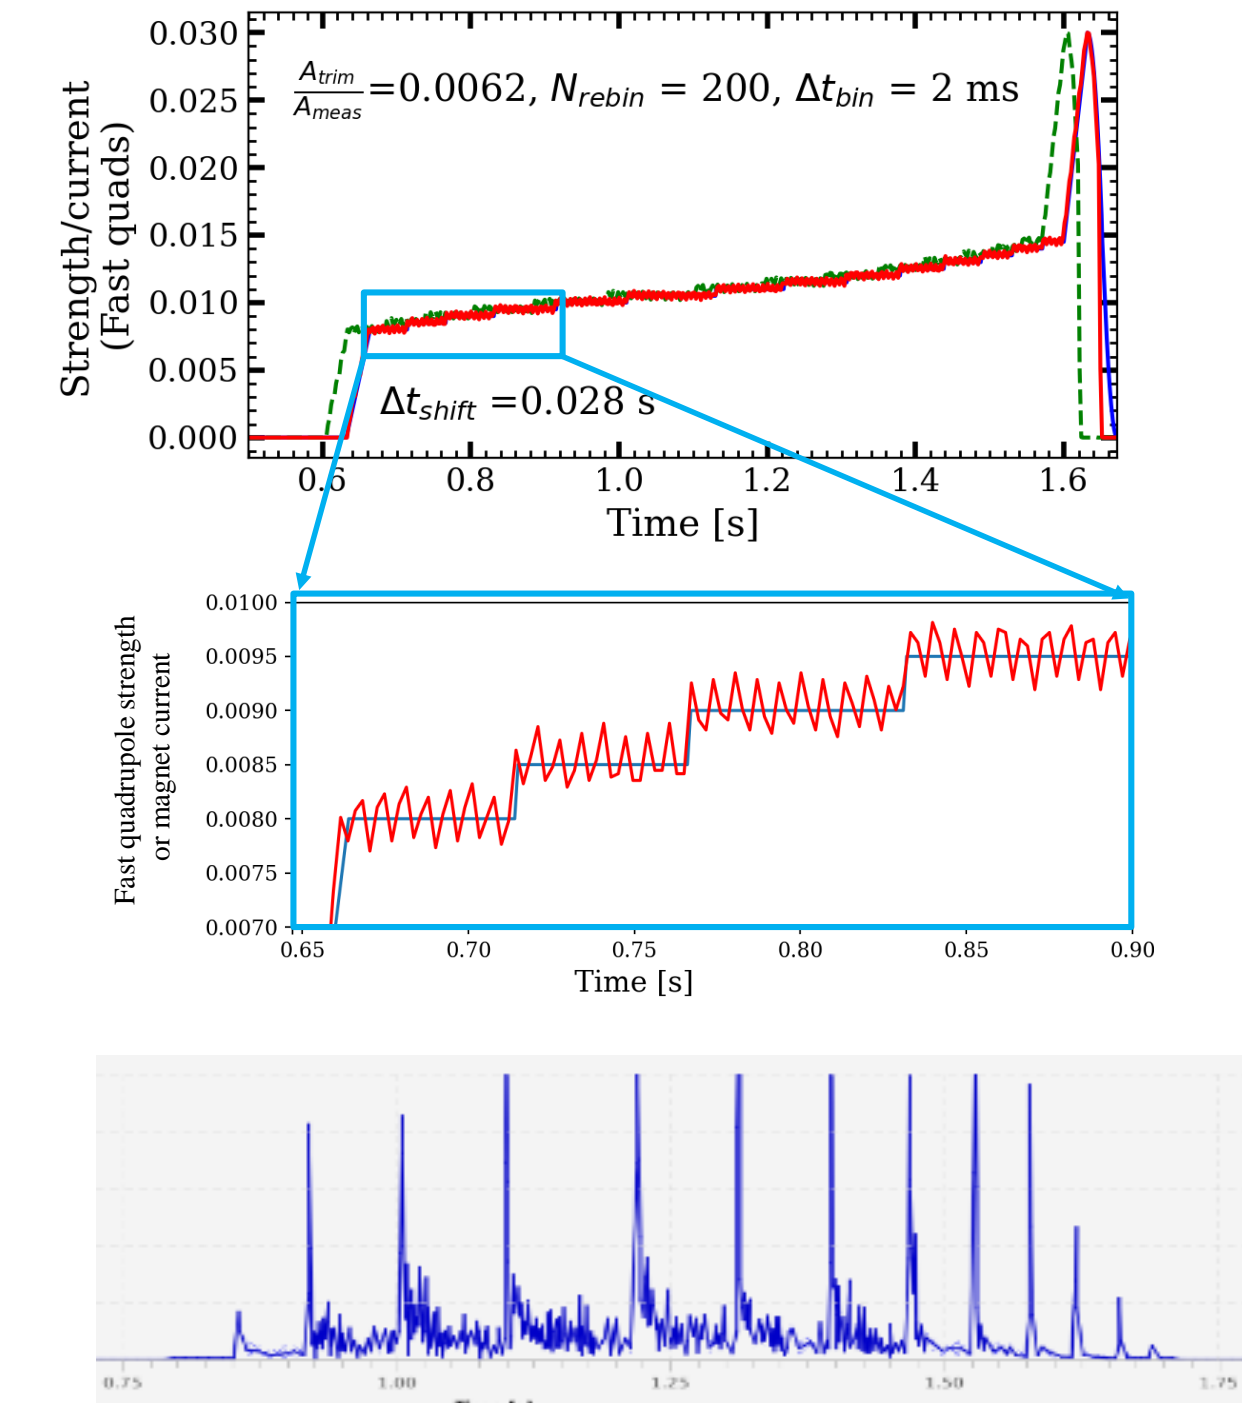 0.030
0.025
0.020
0.015
0.010
0.005
0.000
Strength/current
(Fast quads)
A_trim/A_meas=0.0062, N_rebin = 200, Δt_bin = 2 ms
Δt_shift =0.028 s
0.6 0.8 1.0 1.2 1.4 1.6
Time [s]
0.0100
0.0095
0.0090
0.0085
0.0080
0.0075
0.0070
Fast quadrupole strength
or magnet current
0.65 0.70 0.75 0.80 0.85 0.90
Time [s]
0.75 1.00 1.25 1.50 1.75